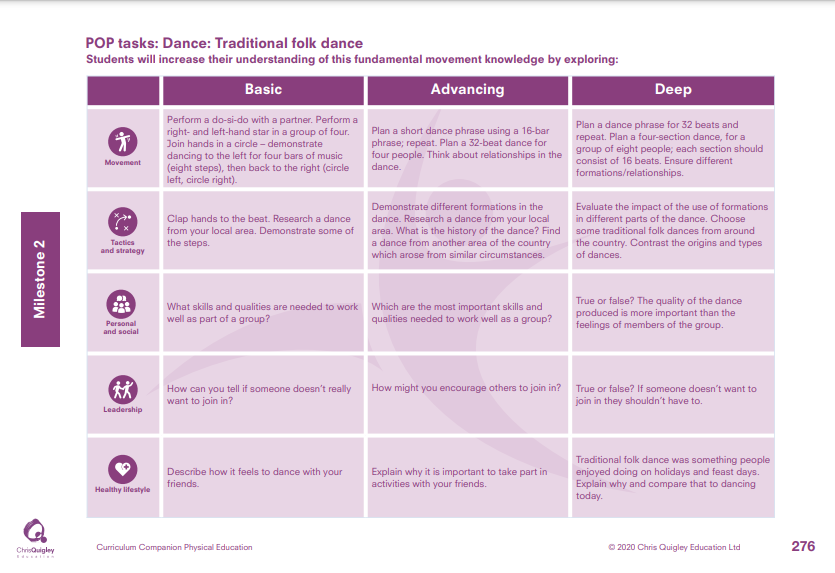 POP tasks: Dance: Traditional folk dance
Students will increase their understanding of this fundamental movement knowledge by exploring:
Basic
Advancing
Deep
Movement
Perform a do-si-do with a partner. Perform a
right- and left-hand star in a group of four.
Join hands in a circle – demonstrate
dancing to the left for four bars of music
(eight steps), then back to the right (circle
left, circle right).
Plan a short dance phrase using a 16-bar
phrase; repeat. Plan a 32-beat dance for
four people. Think about relationships in the
dance.
Plan a dance phrase for 32 beats and
repeat. Plan a four-section dance, for a
group of eight people; each section should
consist of 16 beats. Ensure different
formations/relationships.
Tactics
and strategy
Clap hands to the beat. Research a dance
from your local area. Demonstrate some of
the steps.
Demonstrate different formations in the
dance. Research a dance from your local
area. What is the history of the dance? Find
a dance from another area of the country
which arose from similar circumstances.
Evaluate the impact of the use of formations
in different parts of the dance. Choose
some traditional folk dances from around
the country. Contrast the origins and types
of dances.
Personal
and social
What skills and qualities are needed to work
well as part of a group?
Which are the most important skills and
qualities needed to work well as a group?
True or false? The quality of the dance
produced is more important than the
feelings of members of the group.
Leadership
How can you tell if someone doesn't really
want to join in?
How might you encourage others to join in?
True or false? If someone doesn't want to
join in they shouldn't have to.
Healthy lifestyle
Describe how it feels to dance with your
friends.
Explain why it is important to take part in
activities with your friends.
Traditional folk dance was something people
enjoyed doing on holidays and feast days.
Explain why and compare that to dancing
today.
Milestone 2
ChrisQuigley
Education
Curriculum Companion Physical Education
© 2020 Chris Quigley Education Ltd
276